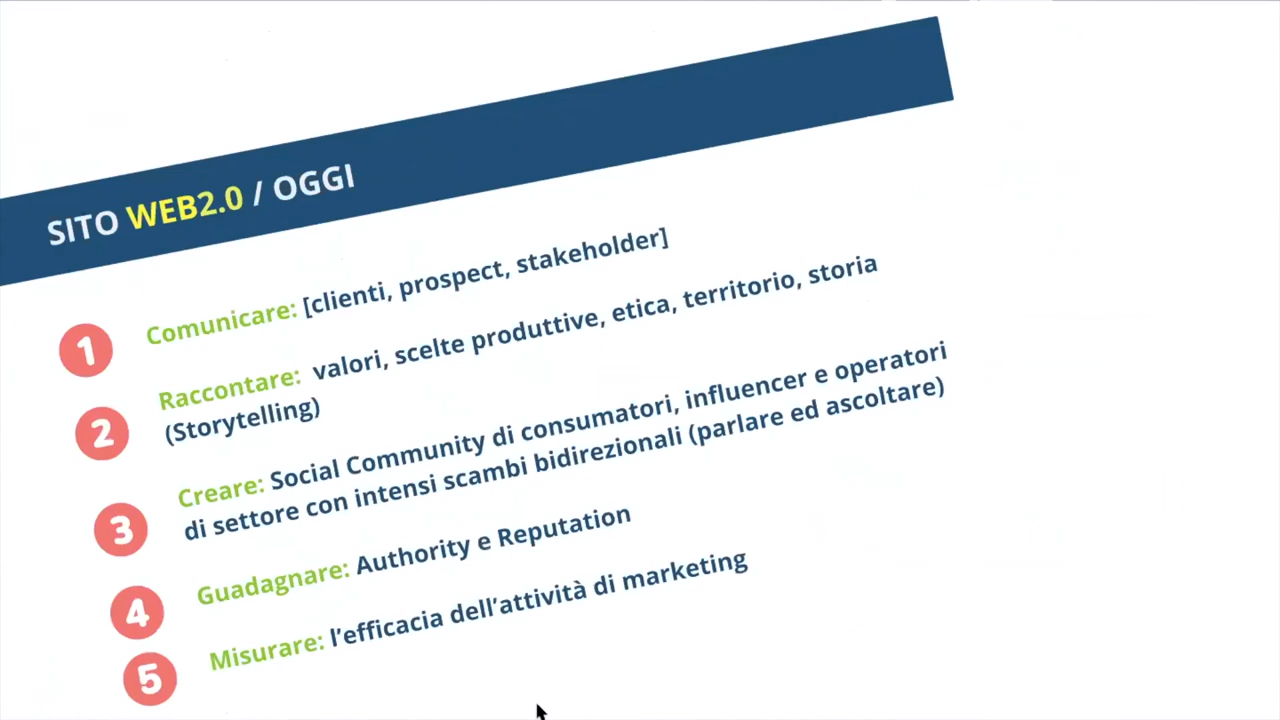 SITO WEB2.0 / OGGI
1 Comunicare: [clienti, prospect, stakeholder]
2 Raccontare: valori, scelte produttive, etica, territorio, storia
(Storytelling)
3 Creare: Social Community di consumatori, influencer e operatori
di settore con intensi scambi bidirezionali (parlare ed ascoltare)
4 Guadagnare: Authority e Reputation
5 Misurare: l’efficacia dell’attività di marketing